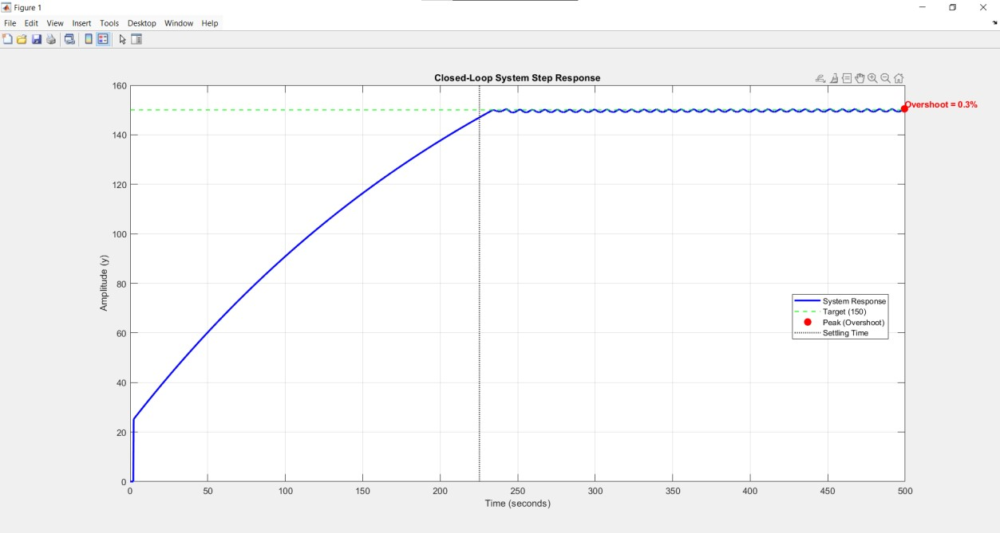 Figure 1
File Edit View Insert Tools Desktop Window Help
Closed-Loop System Step Response
Overshoot = 0.3%
160
140
120
100
80
60
40
20
0
Amplitude (y)
System Response
Target (150)
Peak (Overshoot)
Settling Time
0 50 100 150 200 250 300 350 400 450 500
Time (seconds)